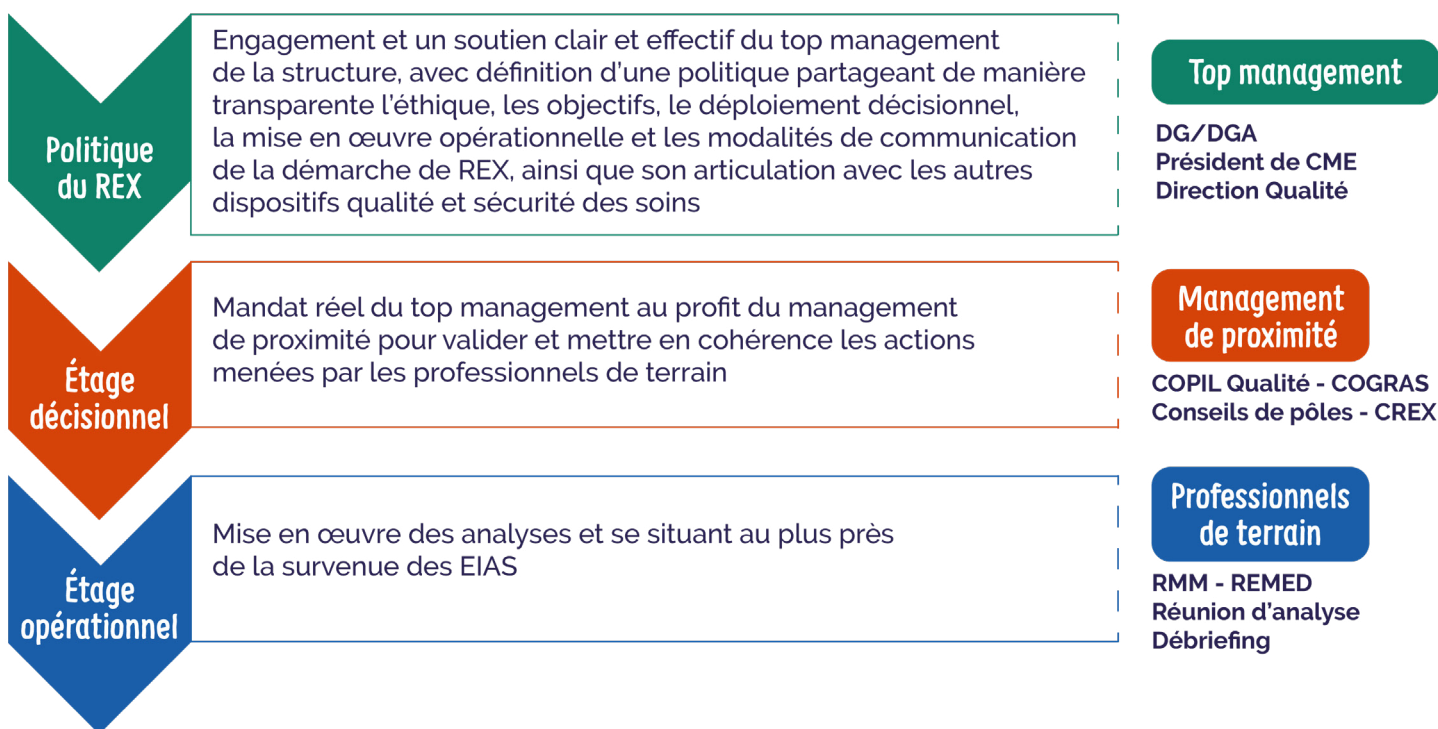 Politique
du REX
Engagement et un soutien clair et effectif du top management
de la structure, avec définition d’une politique partageant de manière
transparente l’éthique, les objectifs, le déploiement décisionnel,
la mise en œuvre opérationnelle et les modalités de communication
de la démarche de REX, ainsi que son articulation avec les autres
dispositifs qualité et sécurité des soins
Top management
DG/DGA
Président de CME
Direction Qualité
Étage
décisionnel
Mandat réel du top management au profit du management
de proximité pour valider et mettre en cohérence les actions
menées par les professionnels de terrain
Management
de proximité
COPIL Qualité - COGRAS
Conseils de pôles - CREX
Étage
opérationnel
Mise en œuvre des analyses et se situant au plus près
de la survenue des EIAS
Professionnels
de terrain
RMM - REMED
Réunion d’analyse
Débriefing